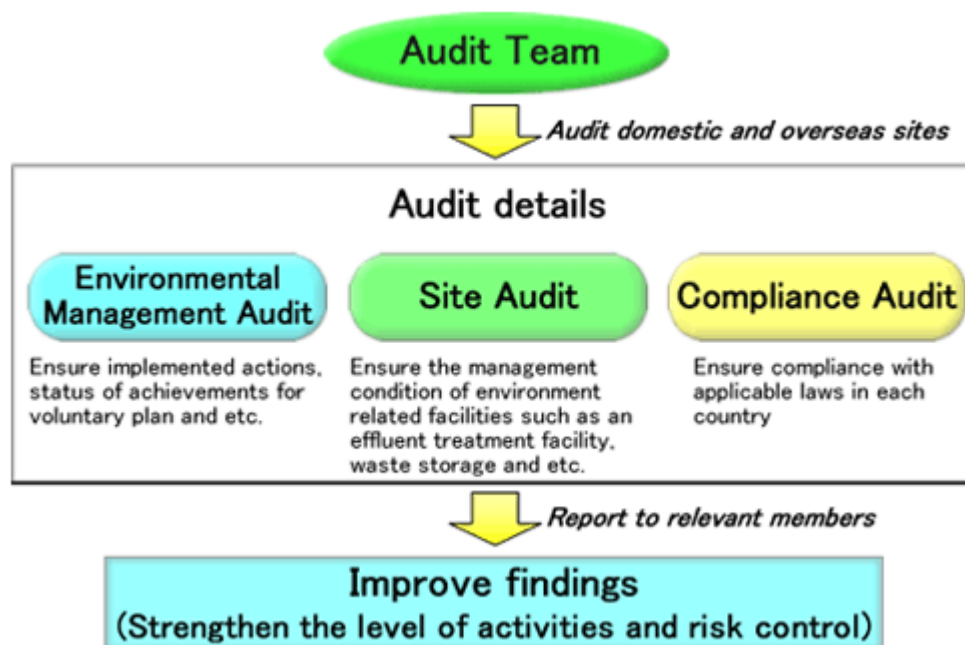 Audit Team
Audit domestic and overseas sites
Audit details
Environmental
Management Audit
Ensure implemented actions,
status of achievements for
voluntary plan and etc.
Site Audit
Ensure the management
condition of environment
related facilities such as an
effluent treatment facility,
waste storage and etc.
Compliance Audit
Ensure compliance with
applicable laws in each
country
Report to relevant members
Improve findings
(Strengthen the level of activities and risk control)